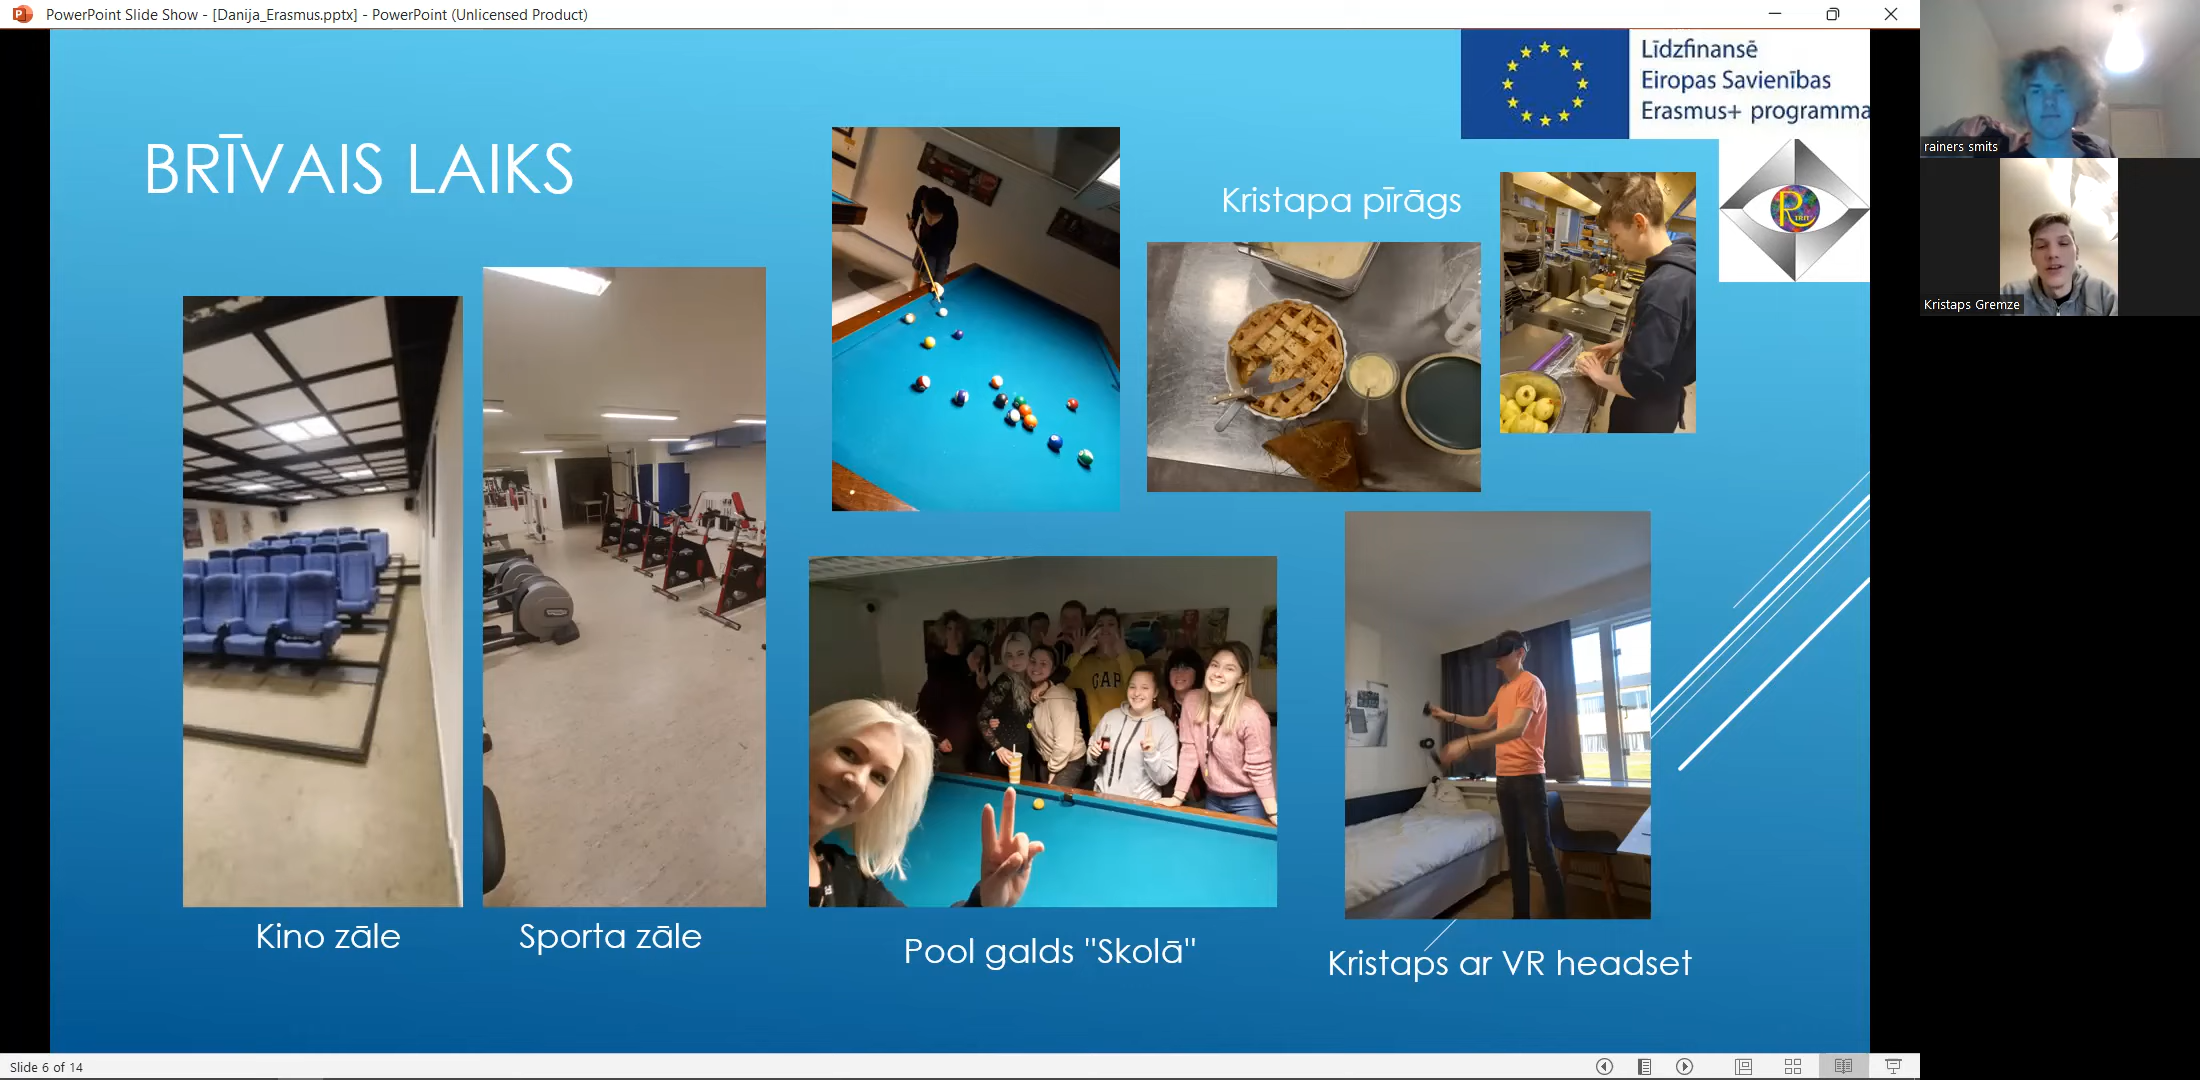 PowerPoint Slide Show - [Danija_Erasmus.pptx] - PowerPoint (Unlicensed Product)
Līdzfinansē
Eiropas Savienības
Erasmus+ programma
BRĪVAIS LAIKS
Kristapa pīrāgs
R
TRIT
GAP
Kino zāle
Sporta zāle
Pool galds "Skolā"
Kristaps ar VR headset
rainers smits
Kristaps Gremze
Slide 6 of 14